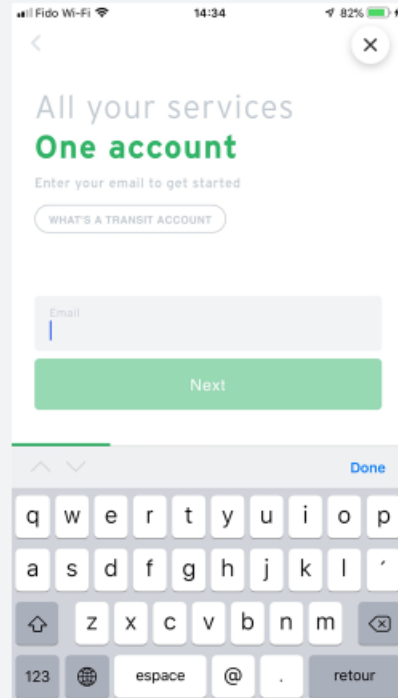 Fido Wi-Fi 14:34 82%
All your services
One account
Enter your email to get started
WHAT'S A TRANSIT ACCOUNT
Email
Next
Done
q w e r t y u i o p
a s d f g h j k l ´
z x c v b n m
123 espace @ . retour